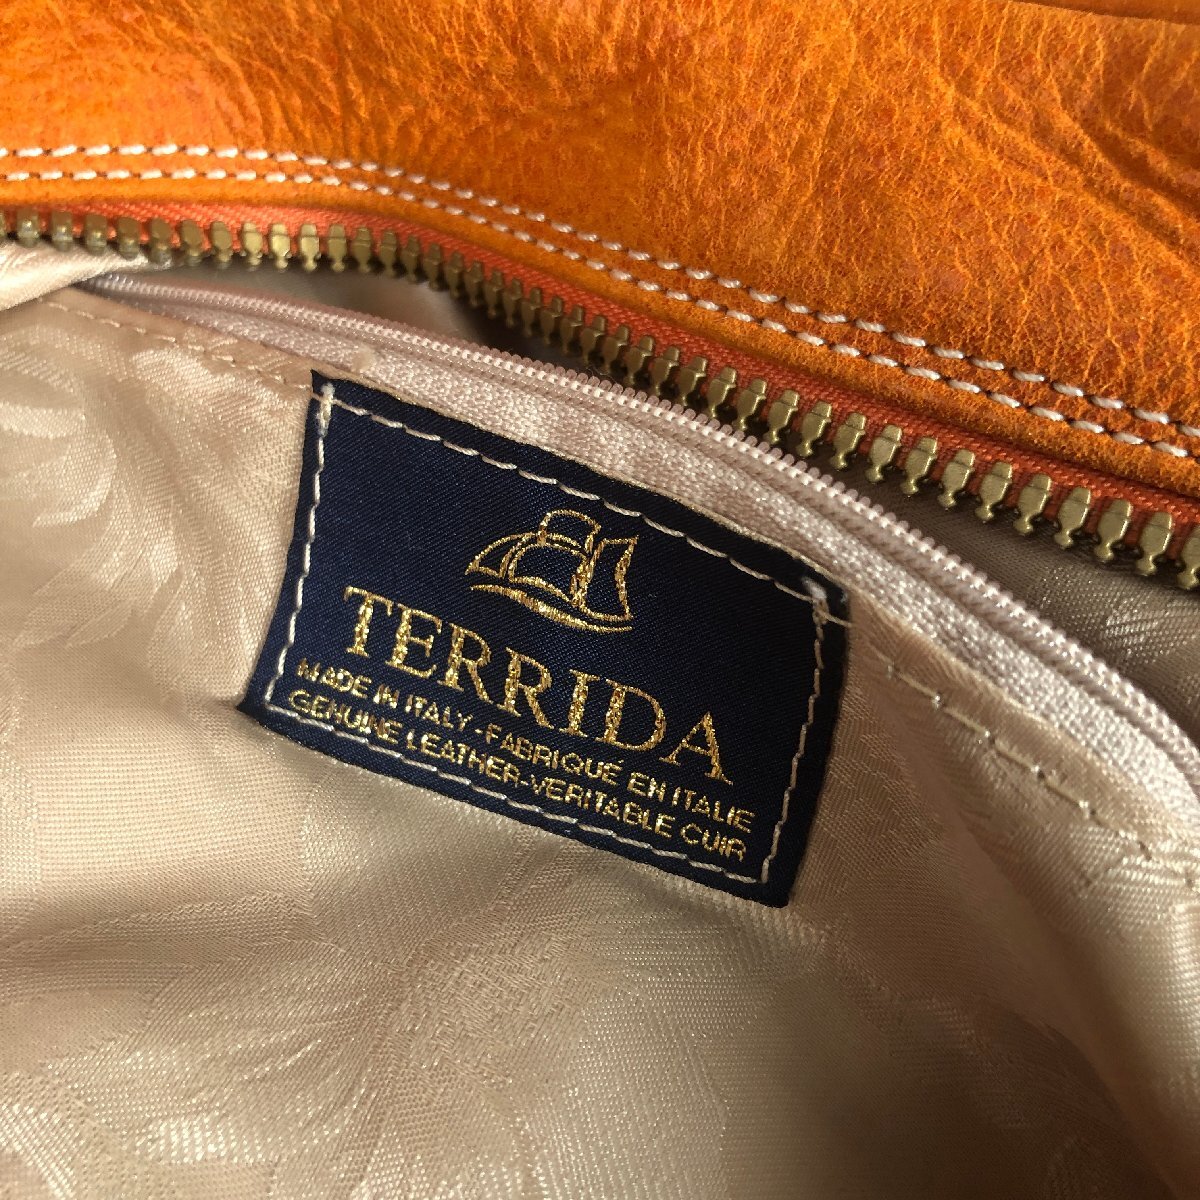 TERRIDA
MADE IN ITALY - FABRIQUÉ EN ITALIE
GENUINE LEATHER-VERITABLE CUIR